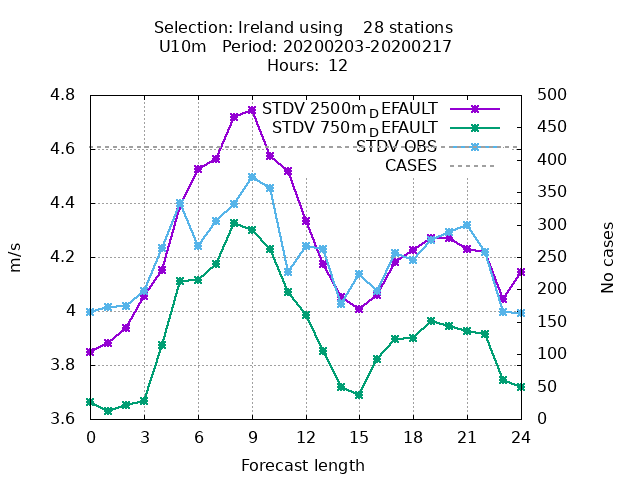 Selection: Ireland using    28 stations
U10m   Period: 20200203-20200217
Hours: 12
4.8
4.6
4.4
4.2
4
3.8
3.6
m/s
STDV 2500m_DEFAULT
STDV 750m_DEFAULT
STDV OBS
CASES
500
450
400
350
300
250
200
150
100
50
0
No cases
0 3 6 9 12 15 18 21 24
Forecast length